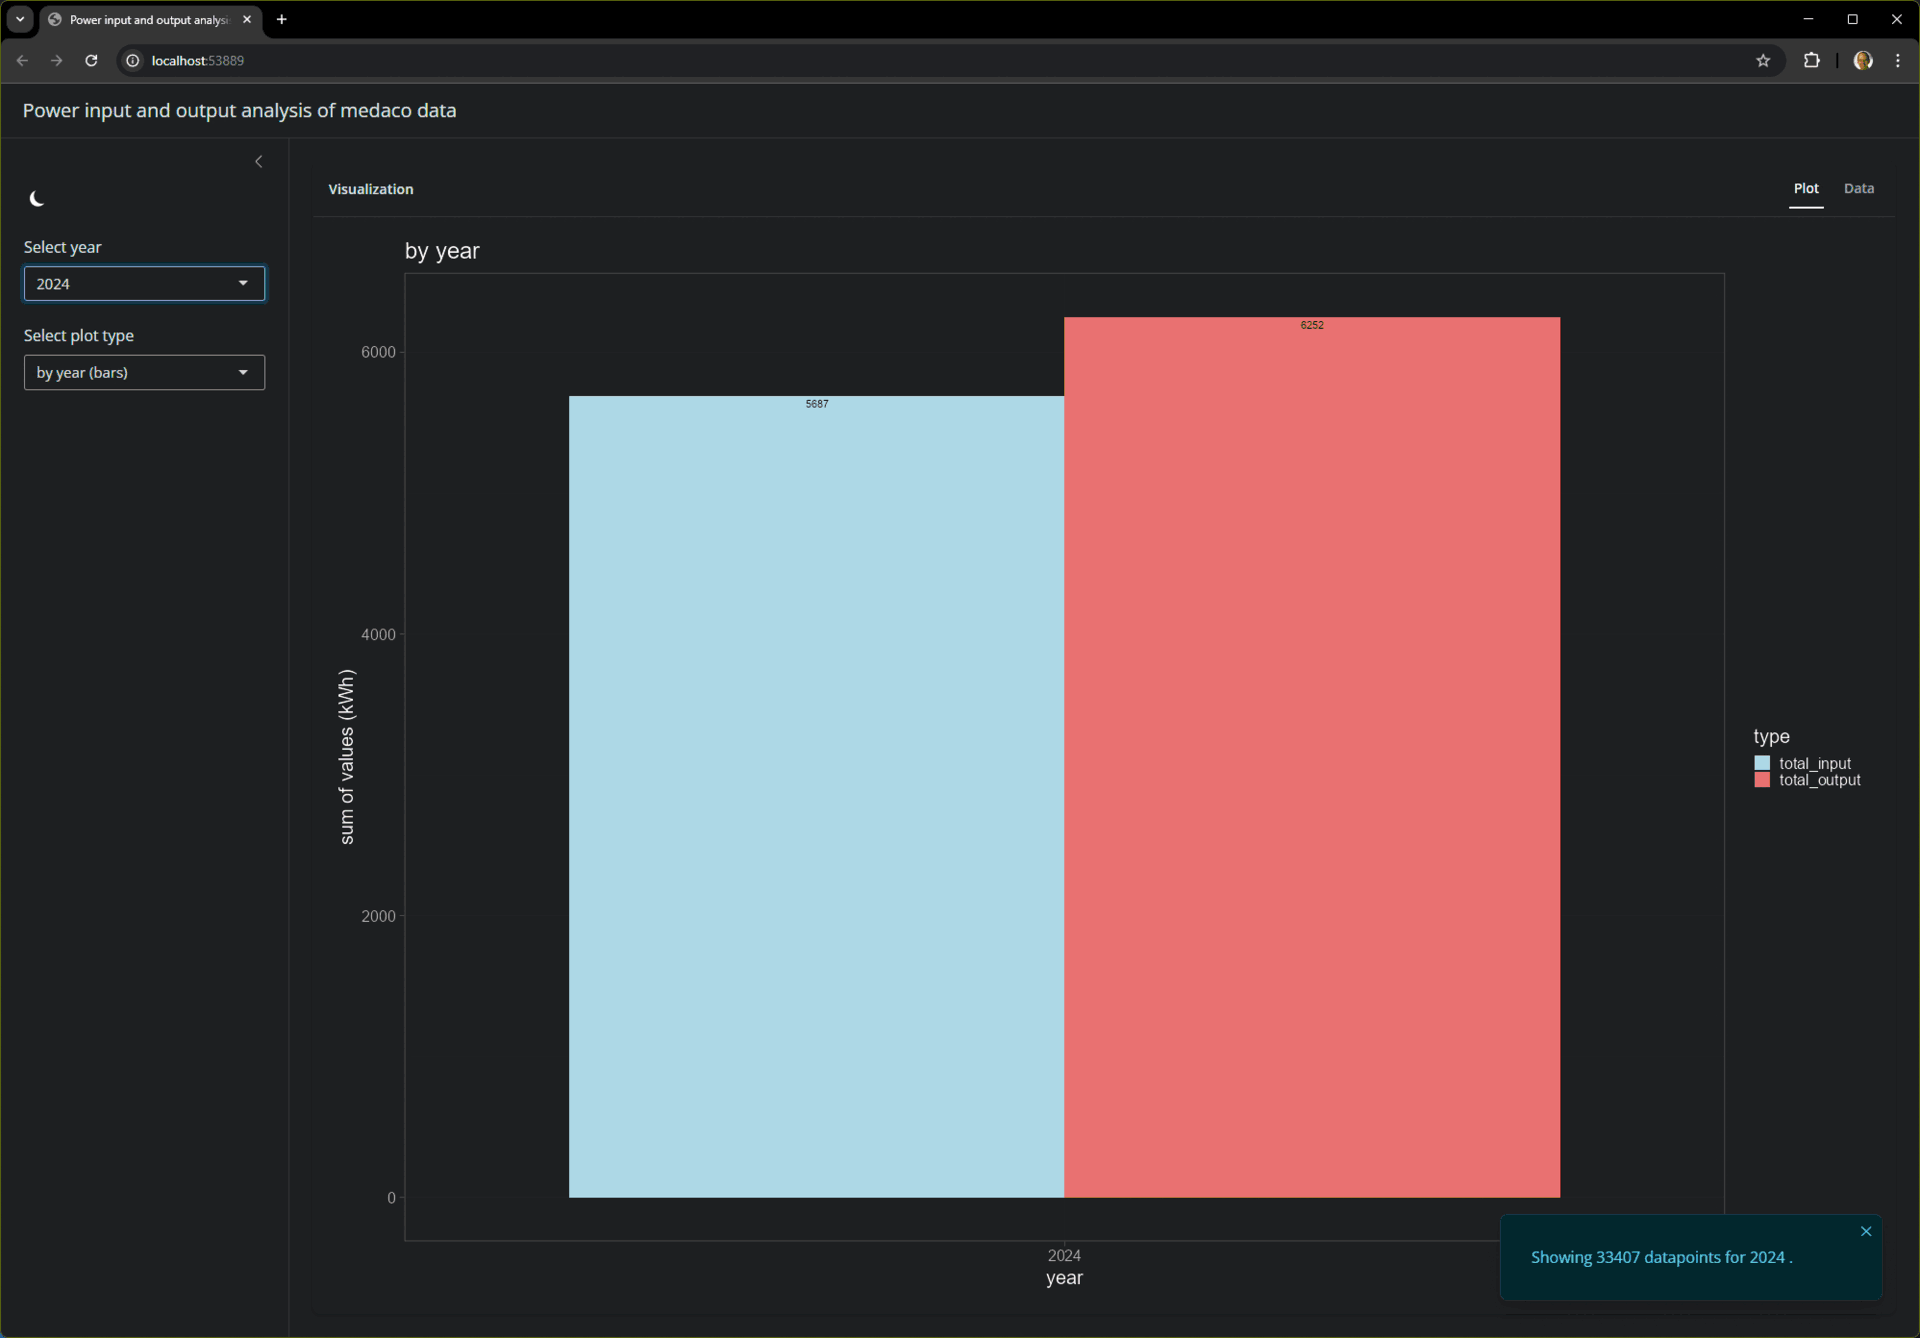 Power input and output analysis
localhost:53889
Power input and output analysis of medaco data
Visualization
Plot
Data
Select year
2024
Select plot type
by year (bars)
by year
6252
6000
5687
4000
sum of values (kWh)
type
total_input
total_output
2000
0
2024
year
Showing 33407 datapoints for 2024 .